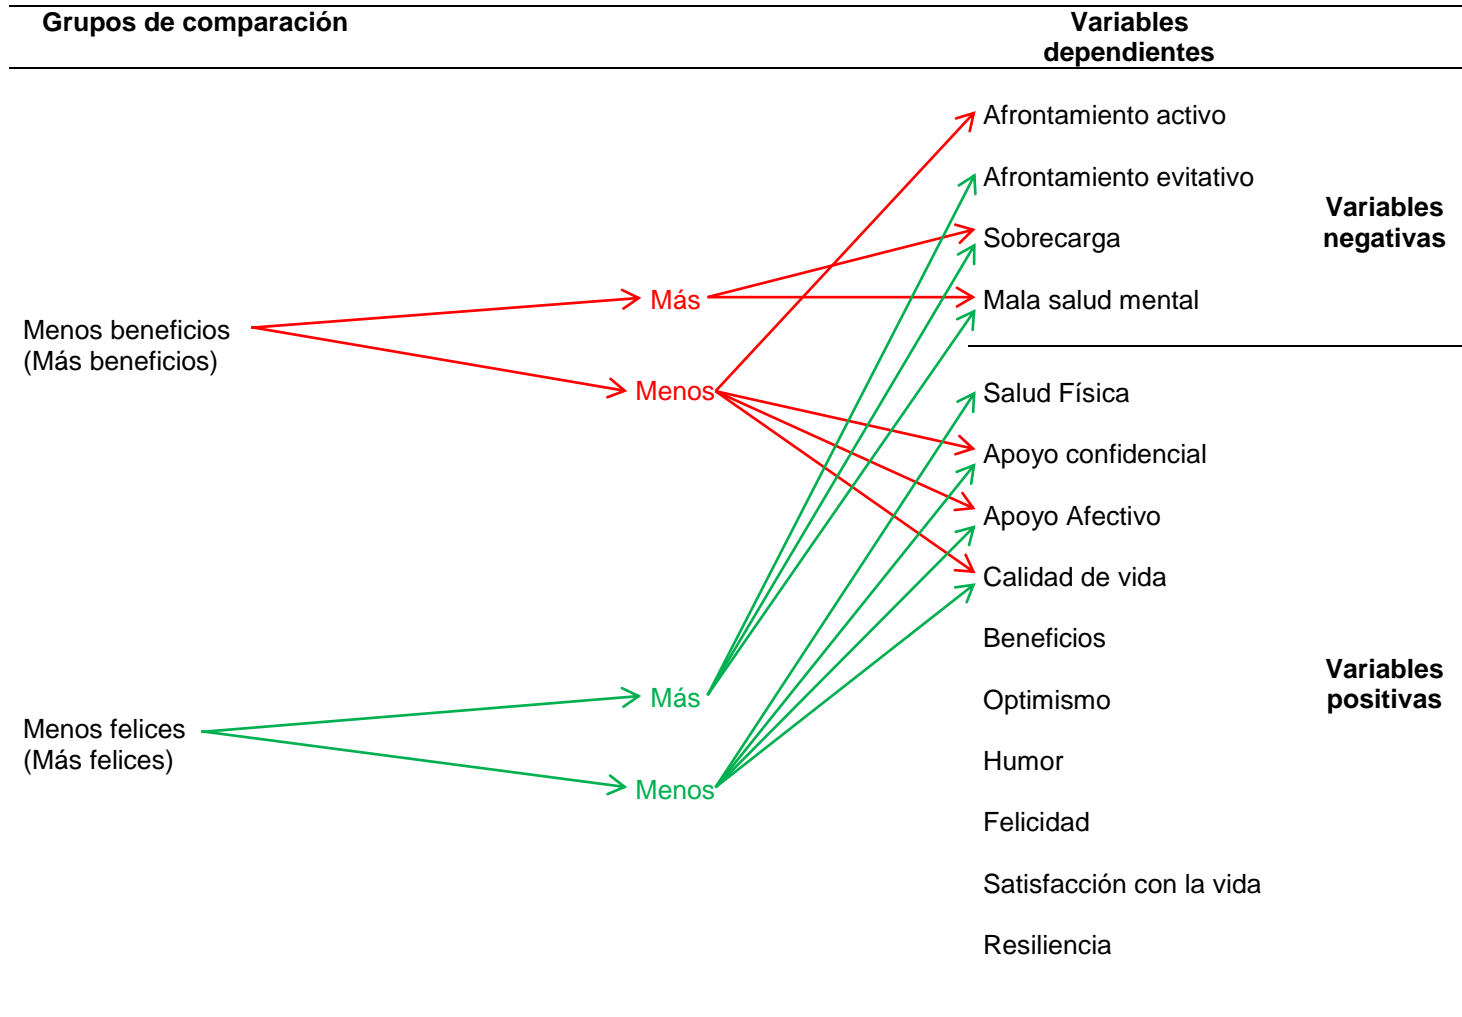 Grupos de comparación
Variables
dependientes
Afrontamiento activo
Afrontamiento evitativo
Variables
negativas
Sobrecarga
Más
Mala salud mental
Menos beneficios
(Más beneficios)
Menos
Salud Física
Apoyo confidencial
Apoyo Afectivo
Calidad de vida
Beneficios
Variables
positivas
Más
Optimismo
Menos felices
(Más felices)
Humor
Menos
Felicidad
Satisfacción con la vida
Resiliencia